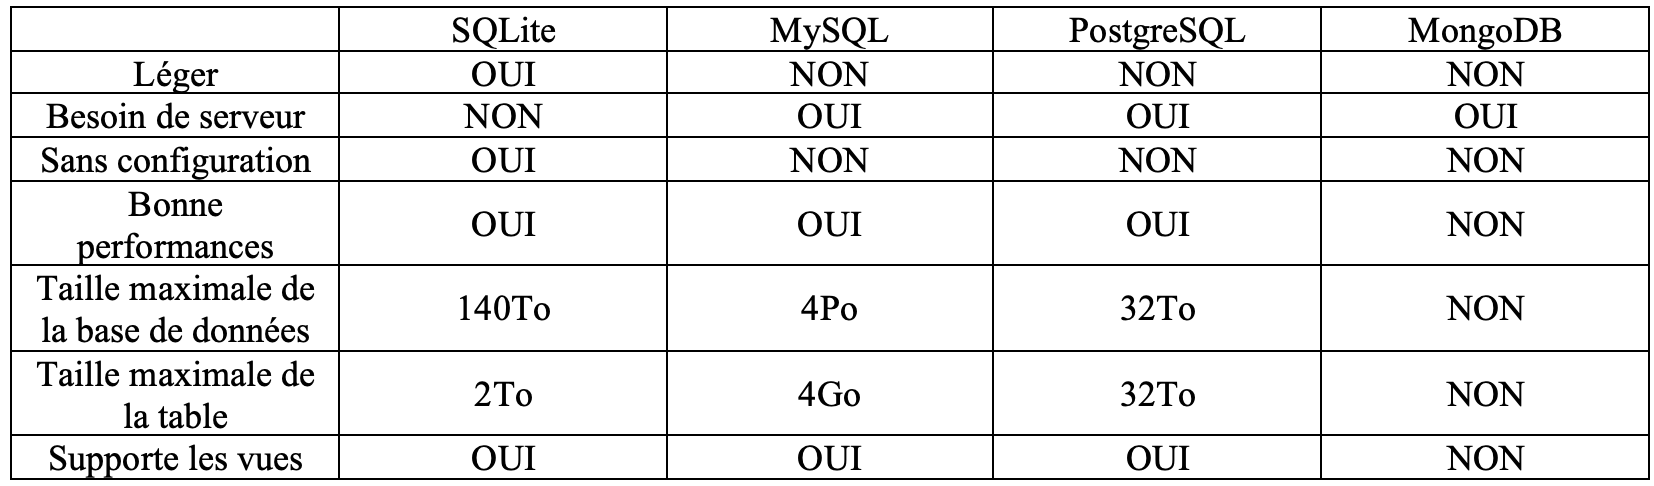 SQLite MySQL PostgreSQL MongoDB
Léger OUI NON NON NON
Besoin de serveur NON OUI OUI OUI
Sans configuration OUI NON NON NON
Bonne
performances OUI OUI OUI NON
Taille maximale de
la base de données 140To 4Po 32To NON
Taille maximale de
la table 2To 4Go 32To NON
Supporte les vues OUI OUI OUI NON